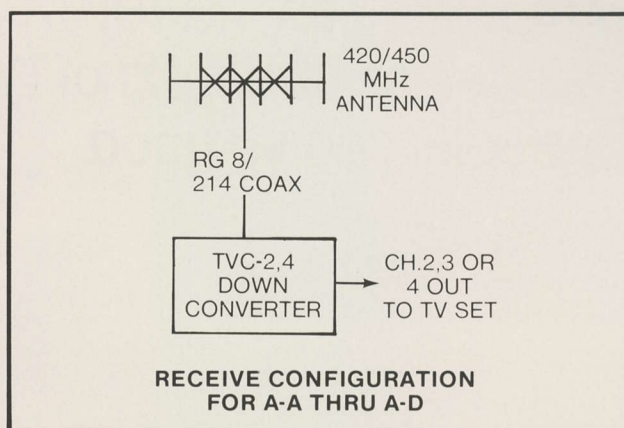 420/450
MHz
ANTENNA
RG 8/
214 COAX
TVC-2,4
DOWN
CONVERTER
CH.2,3 OR
4 OUT
TO TV SET
RECEIVE CONFIGURATION
FOR A-A THRU A-D